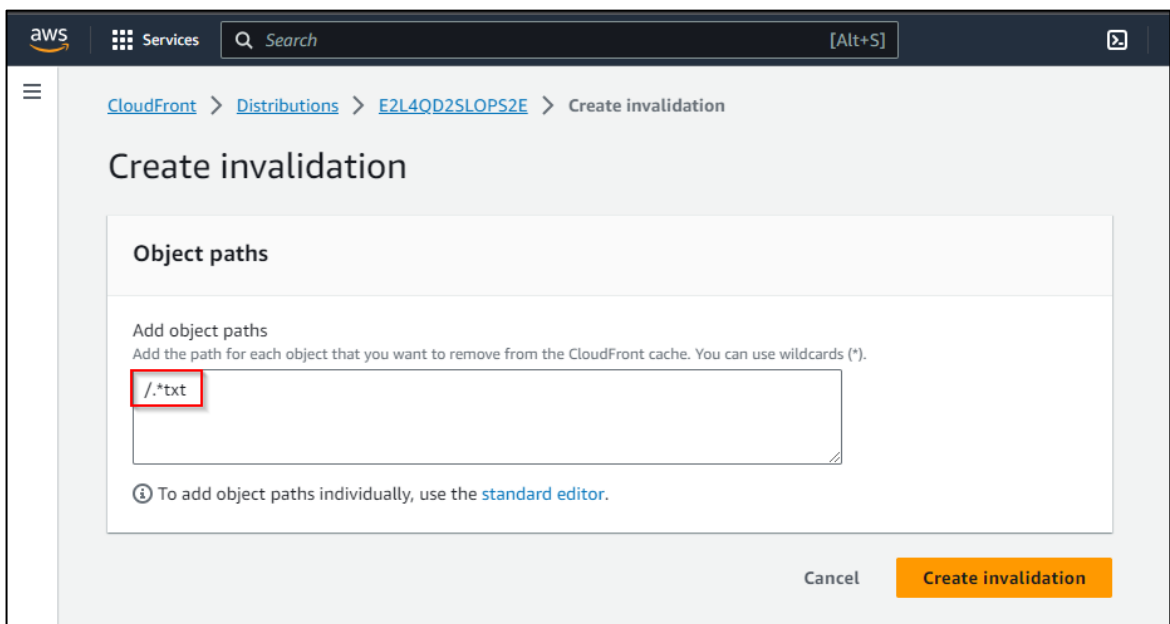 aws Services Search [Alt+S]
CloudFront > Distributions > E2L4QD2SLOPS2E > Create invalidation
Create invalidation
Object paths
Add object paths
Add the path for each object that you want to remove from the CloudFront cache. You can use wildcards (*).
/.*txt
To add object paths individually, use the standard editor.
Cancel Create invalidation